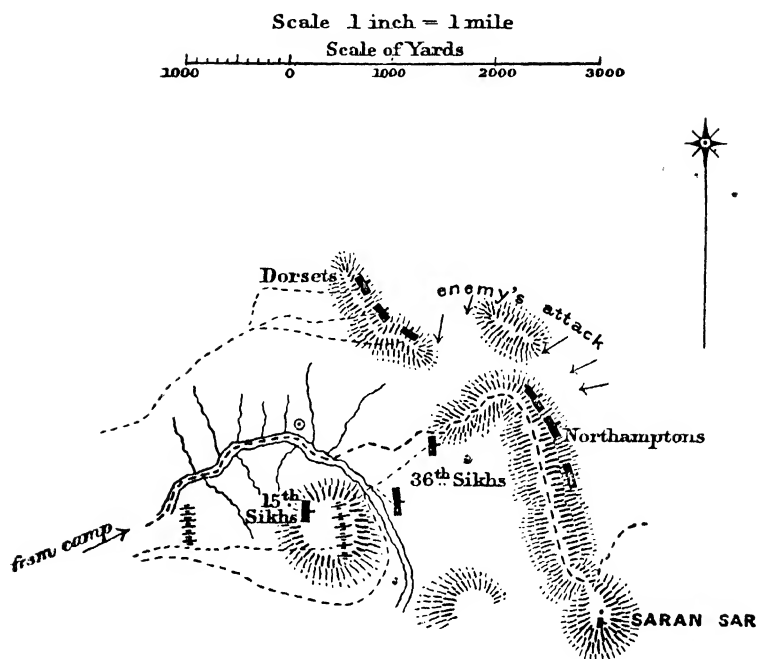 Scale 1 inch = 1 mile
Scale of Yards
1000 0 1000 2000 3000
Dorsets
enemy's attack
Northamptons
36th Sikhs
15th
Sikhs
from camp
SARAN SAR